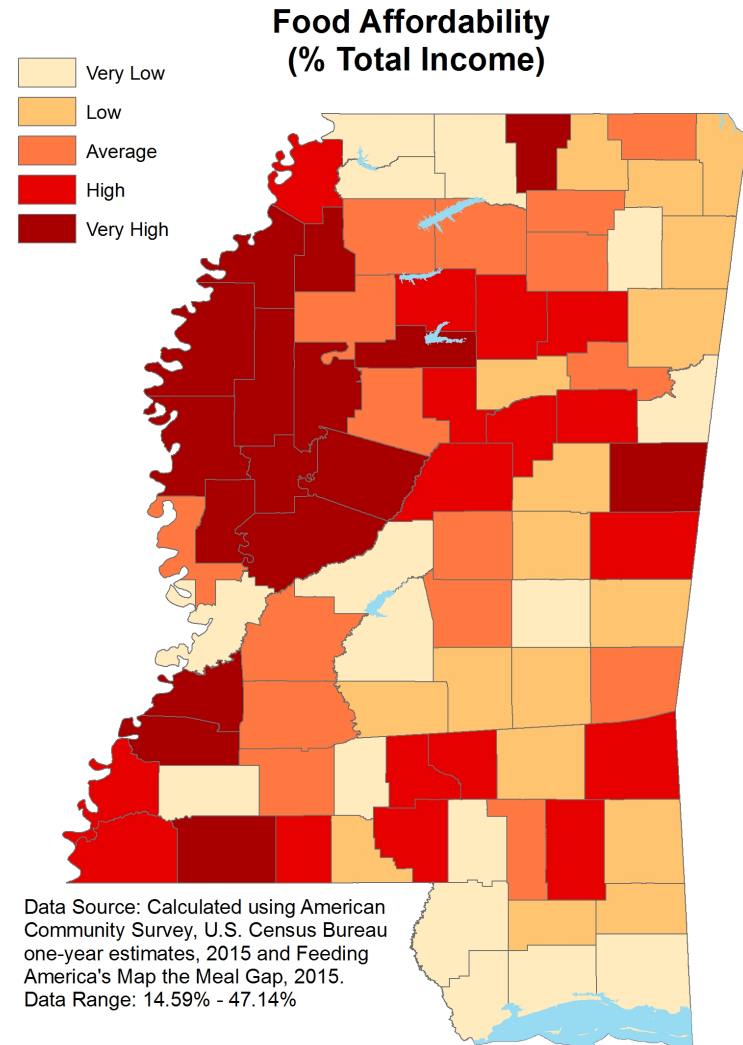 Food Affordability
(% Total Income)
Very Low
Low
Average
High
Very High
Data Source: Calculated using American
Community Survey, U.S. Census Bureau
one-year estimates, 2015 and Feeding
America's Map the Meal Gap, 2015.
Data Range: 14.59% - 47.14%